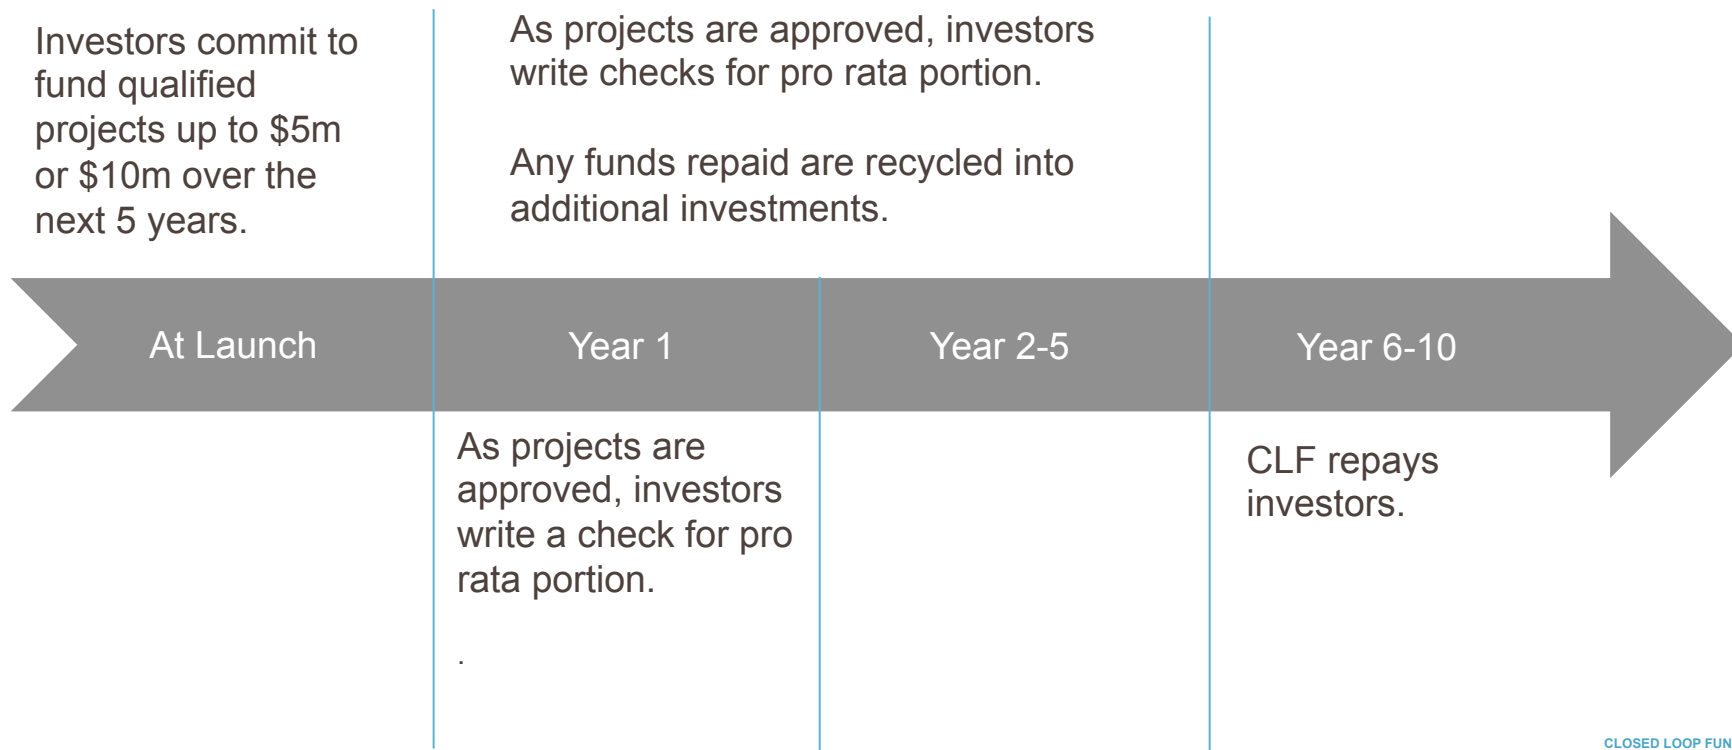 Investors commit to
fund qualified
projects up to $5m
or $10m over the
next 5 years.
As projects are approved, investors
write checks for pro rata portion.
Any funds repaid are recycled into
additional investments.
At Launch
Year 1
Year 2-5
Year 6-10
As projects are
approved, investors
write a check for pro
rata portion.
.
CLF repays
investors.
CLOSED LOOP FUN